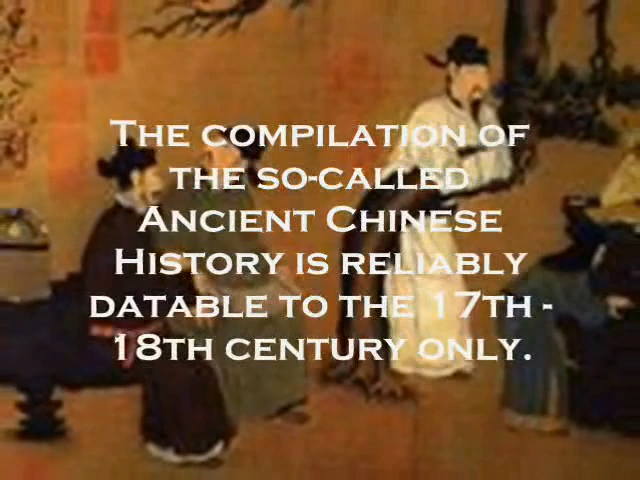 The compilation of
the so-called
Ancient Chinese
History is reliably
datable to the 17th -
18th century only.